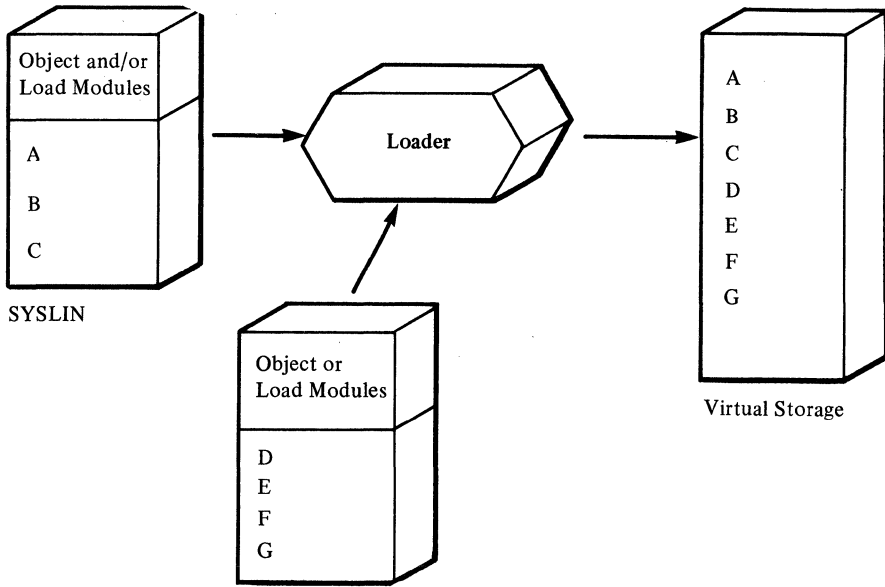 Object and/or
Load Modules
A
B
C
SYSLIN
Loader
Object or
Load Modules
D
E
F
G
A
B
C
D
E
F
G
Virtual Storage